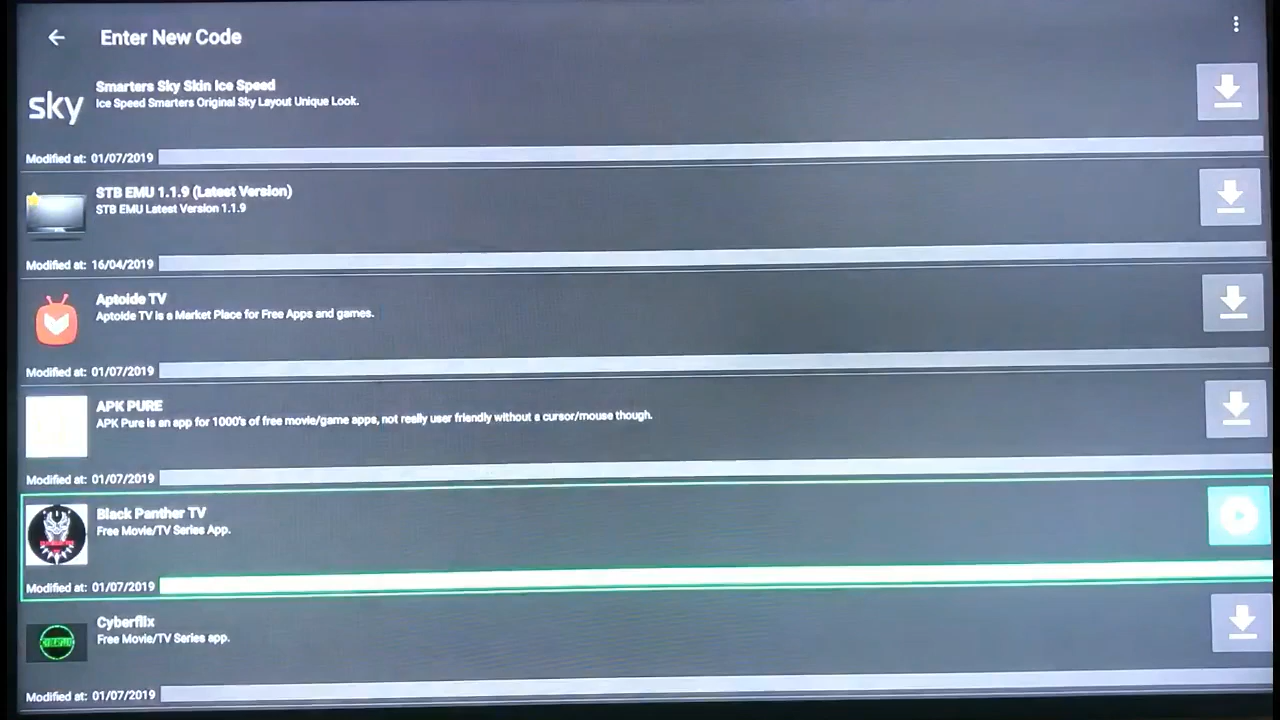 Enter New Code
sky
Smarters Sky Skin Ice Speed
Ice Speed Smarters Original Sky Layout Unique Look.
Modified at: 01/07/2019
STB EMU 1.1.9 (Latest Version)
STB EMU Latest Version 1.1.9
Modified at: 16/04/2019
Aptoide TV
Aptoide TV is a Market Place for Free Apps and games.
Modified at: 01/07/2019
APK PURE
APK Pure is an app for 1000's of free movie/game apps, not really user friendly without a cursor/mouse though.
Modified at: 01/07/2019
Black Panther TV
Free Movie/TV Series App.
Modified at: 01/07/2019
Cyberflix
Free Movie/TV Series app.
Modified at: 01/07/2019